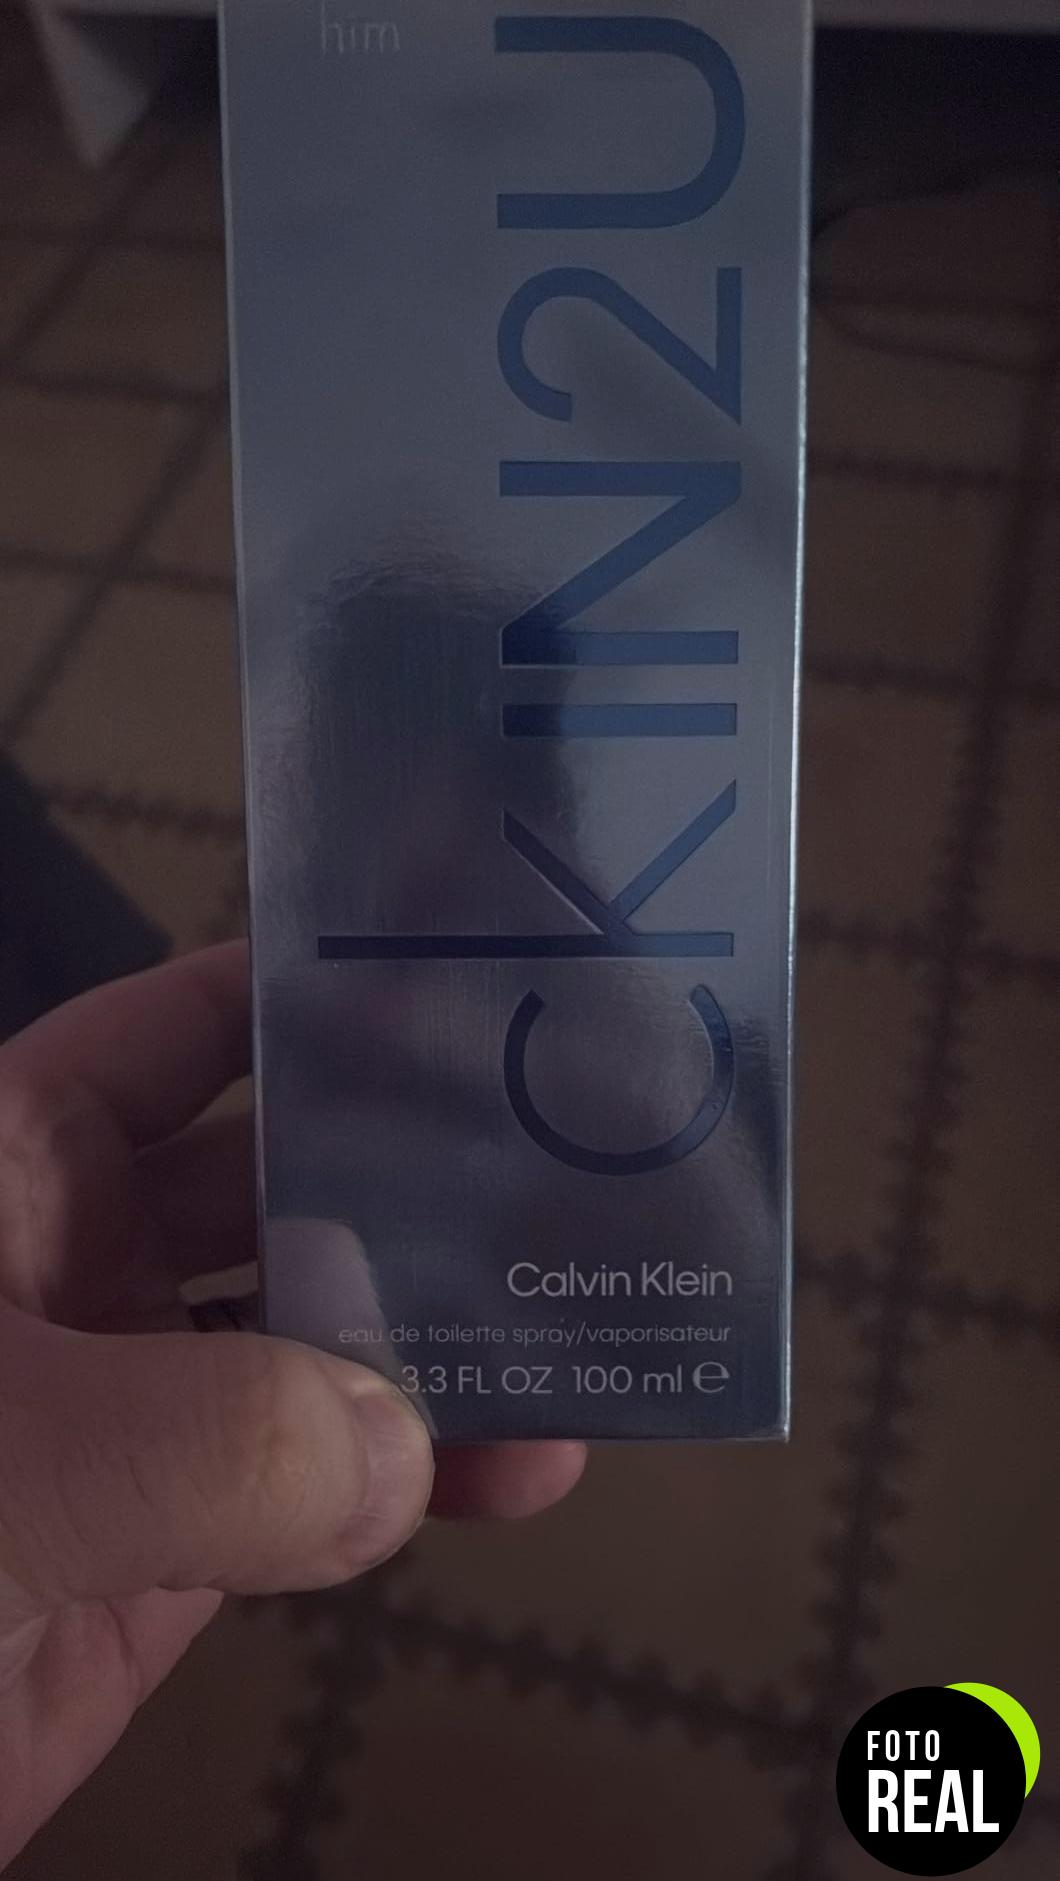 him
ckIN2U
Calvin Klein
eau de toilette spray/vaporisateur
3.3 FL OZ 100 ml ℮
FOTO
REAL